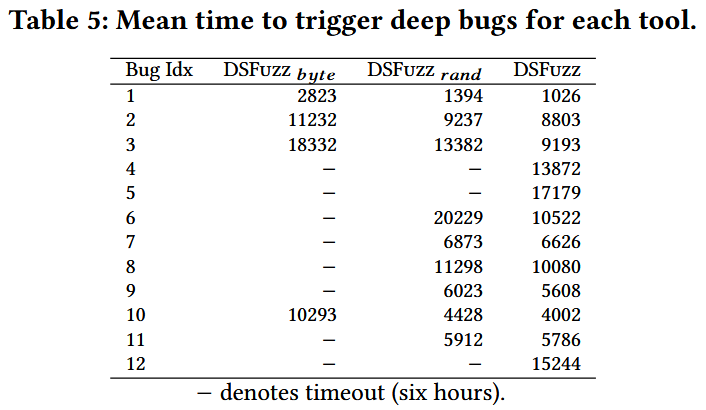 Table 5: Mean time to trigger deep bugs for each tool.
Bug Idx DSFuzz byte DSFuzz rand DSFuzz
1 2823 1394 1026
2 11232 9237 8803
3 18332 13382 9193
4 − − 13872
5 − − 17179
6 − 20229 10522
7 − 6873 6626
8 − 11298 10080
9 − 6023 5608
10 10293 4428 4002
11 − 5912 5786
12 − − 15244
− denotes timeout (six hours).